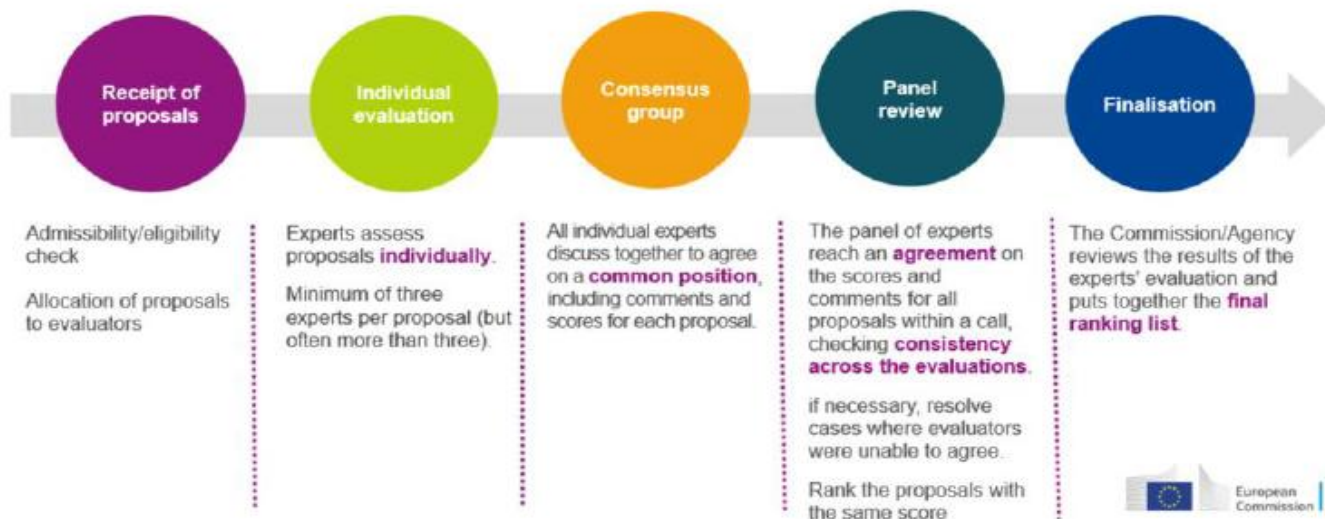 Receipt of
proposals
Individual
evaluation
Consensus
group
Panel
review
Finalisation
Admissibility/eligibility
check
Allocation of proposals
to evaluators
Experts assess
proposals individually.
Minimum of three
experts per proposal (but
often more than three).
All individual experts
discuss together to agree
on a common position,
including comments and
scores for each proposal.
The panel of experts
reach an agreement on
the scores and
comments for all
proposals within a call,
checking consistency
across the evaluations.
if necessary, resolve
cases where evaluators
were unable to agree.
Rank the proposals with
the same score
The Commission/Agency
reviews the results of the
experts' evaluation and
puts together the final
ranking list.
European
Commission